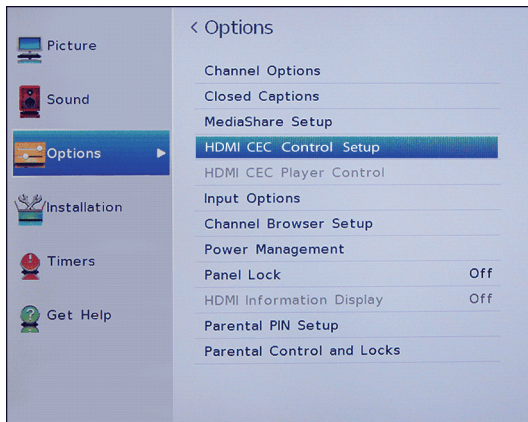 Picture
Sound
Options
Installation
Timers
Get Help
< Options
Channel Options
Closed Captions
MediaShare Setup
HDMI CEC Control Setup
HDMI CEC Player Control
Input Options
Channel Browser Setup
Power Management
Panel Lock Off
HDMI Information Display Off
Parental PIN Setup
Parental Control and Locks